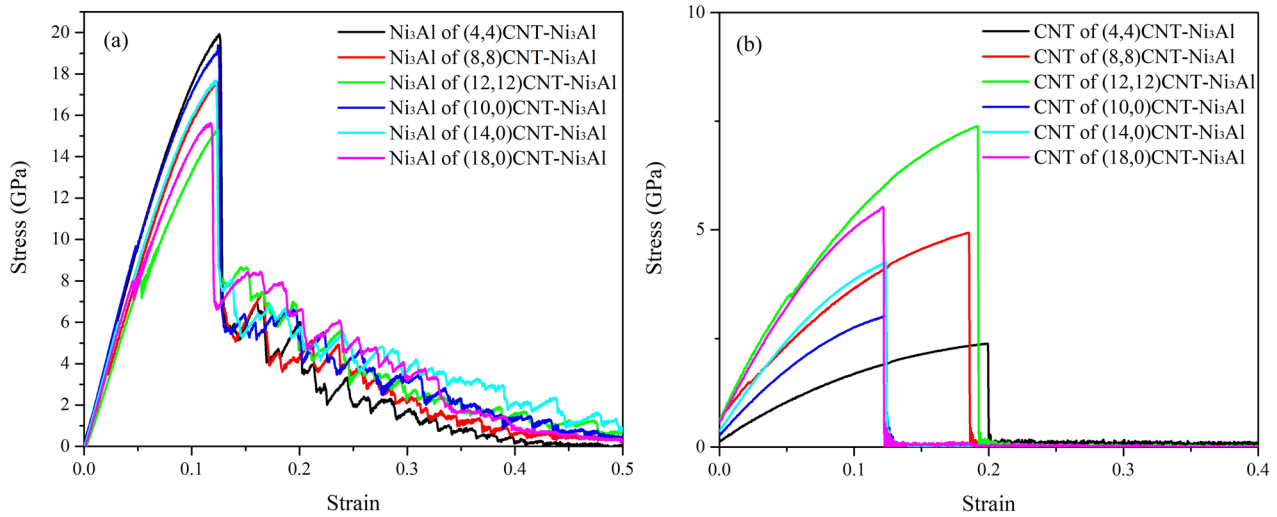 (a)
Ni₃Al of (4,4)CNT-Ni₃Al
Ni₃Al of (8,8)CNT-Ni₃Al
Ni₃Al of (12,12)CNT-Ni₃Al
Ni₃Al of (10,0)CNT-Ni₃Al
Ni₃Al of (14,0)CNT-Ni₃Al
Ni₃Al of (18,0)CNT-Ni₃Al
Stress (GPa)
20
18
16
14
12
10
8
6
4
2
0
0.0 0.1 0.2 0.3 0.4 0.5
Strain
(b)
CNT of (4,4)CNT-Ni₃Al
CNT of (8,8)CNT-Ni₃Al
CNT of (12,12)CNT-Ni₃Al
CNT of (10,0)CNT-Ni₃Al
CNT of (14,0)CNT-Ni₃Al
CNT of (18,0)CNT-Ni₃Al
Stress (GPa)
10
5
0
0.0 0.1 0.2 0.3 0.4
Strain